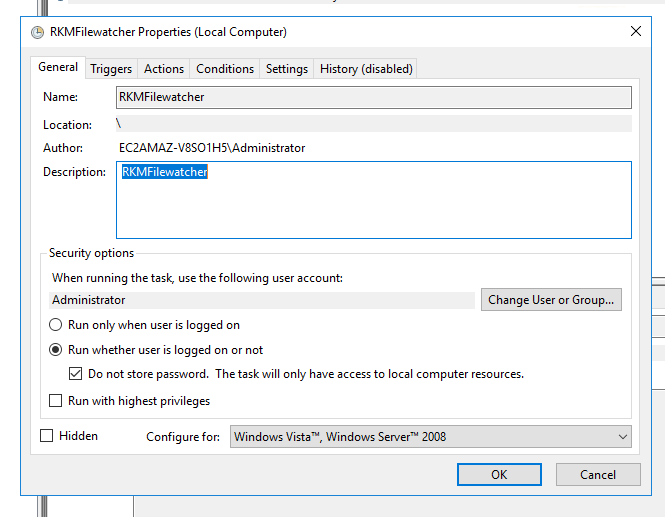 RKMFilewatcher Properties (Local Computer)
General Triggers Actions Conditions Settings History (disabled)
Name: RKMFilewatcher
Location: \
Author: EC2AMAZ-V8SO1H5\Administrator
Description: RKMFilewatcher
Security options
When running the task, use the following user account:
Administrator Change User or Group...
Run only when user is logged on
Run whether user is logged on or not
Do not store password. The task will only have access to local computer resources.
Run with highest privileges
Hidden Configure for: Windows Vista™, Windows Server™ 2008
OK Cancel